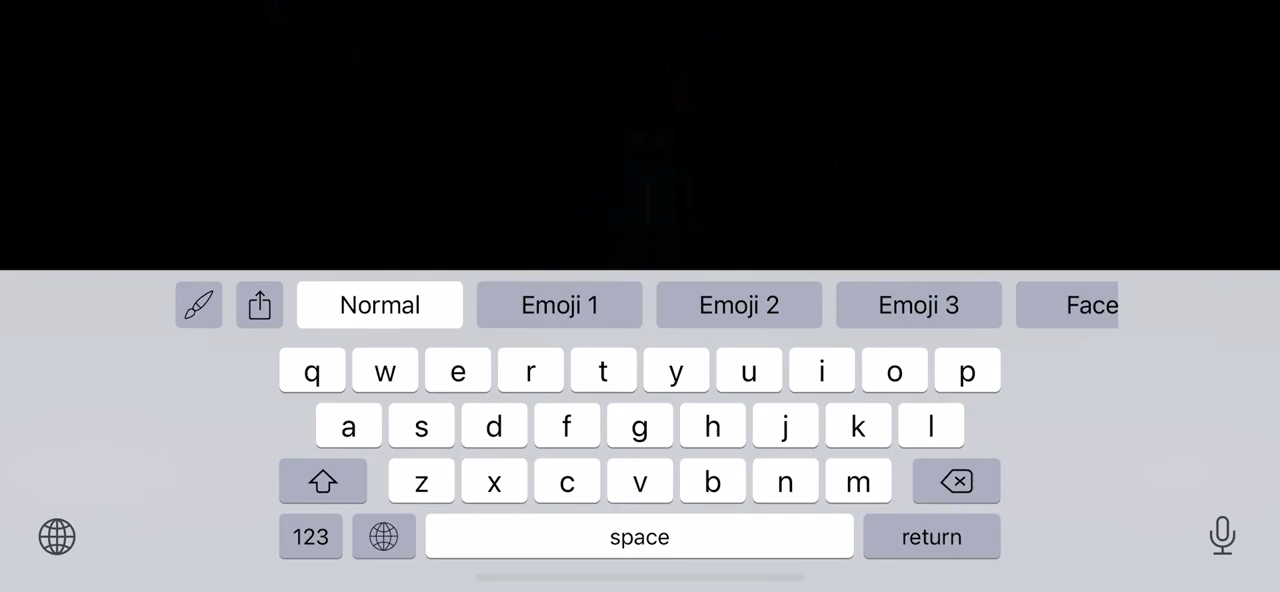 Normal Emoji 1 Emoji 2 Emoji 3 Face
q w e r t y u i o p
a s d f g h j k l
z x c v b n m
123 space return